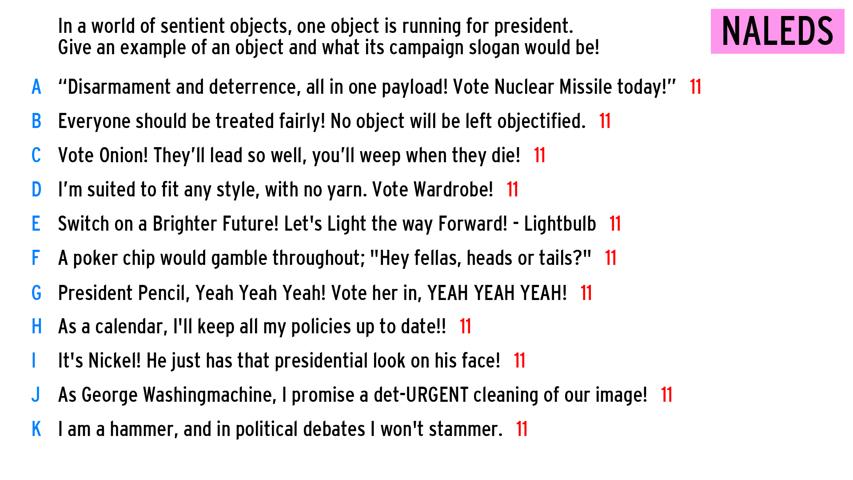 In a world of sentient objects, one object is running for president.
Give an example of an object and what its campaign slogan would be!
NALEDS
A “Disarmament and deterrence, all in one payload! Vote Nuclear Missile today!” 11
B Everyone should be treated fairly! No object will be left objectified. 11
C Vote Onion! They’ll lead so well, you’ll weep when they die! 11
D I’m suited to fit any style, with no yarn. Vote Wardrobe! 11
E Switch on a Brighter Future! Let's Light the way Forward! - Lightbulb 11
F A poker chip would gamble throughout; "Hey fellas, heads or tails?" 11
G President Pencil, Yeah Yeah Yeah! Vote her in, YEAH YEAH YEAH! 11
H As a calendar, I'll keep all my policies up to date!! 11
I It's Nickel! He just has that presidential look on his face! 11
J As George Washingmachine, I promise a det-URGENT cleaning of our image! 11
K I am a hammer, and in political debates I won't stammer. 11